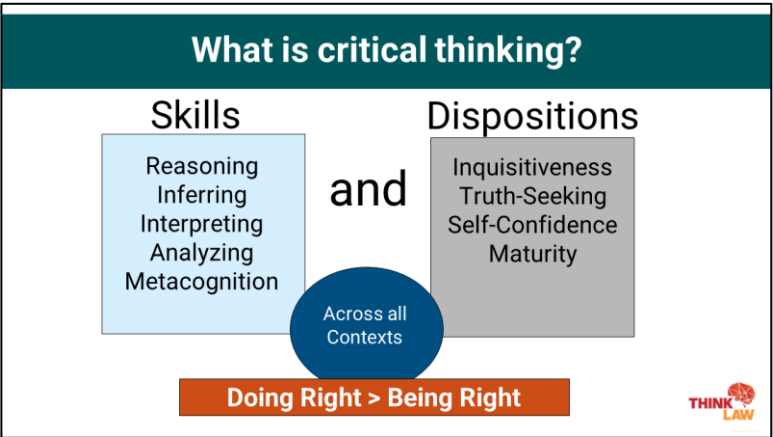 What is critical thinking?
Skills
Reasoning
Inferring
Interpreting
Analyzing
Metacognition
and
Dispositions
Inquisitiveness
Truth-Seeking
Self-Confidence
Maturity
Across all
Contexts
Doing Right > Being Right
THINK
LAW